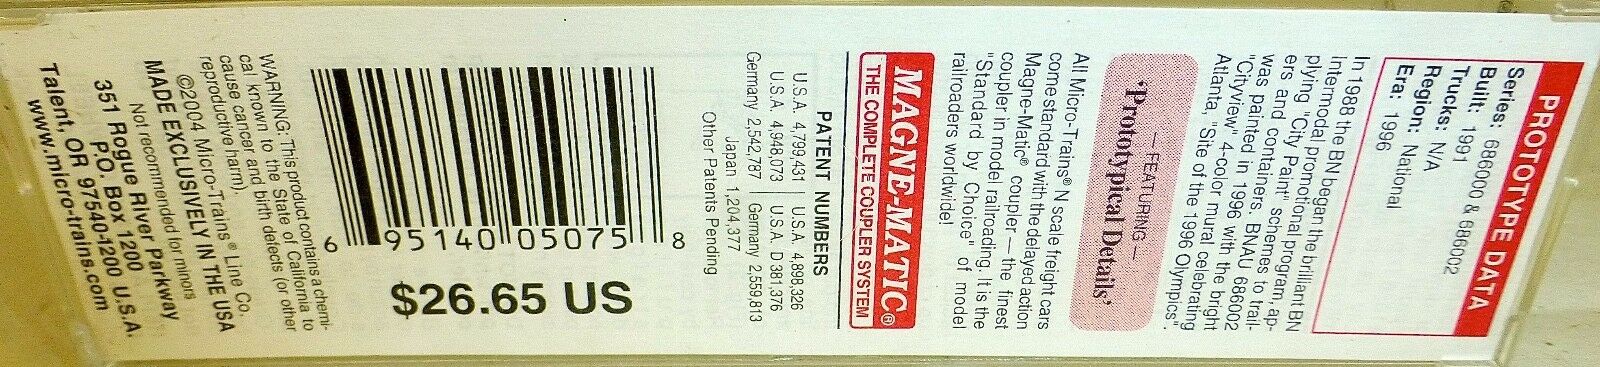 PROTOTYPE DATA
Series: 686000 & 686002
Built: 1991
Trucks: N/A
Region: National
Era: 1996
In 1988 the BN began the brilliant BN
Intermodal promotional program, ap-
plying "City Paint" schemes to trail-
ers and containers. BNAU 686002
was painted in 1996 with the bright
"Cityview" 4-color mural celebrating
Atlanta, "Site of the 1996 Olympics".
— FEATURING —
'Prototypical Details'
All Micro-Trains® N scale freight cars
come standard with the delayed action
Magne-Matic® coupler — the finest
coupler in model railroading. It is the
"Standard by Choice" of model
railroaders worldwide!
MAGNE-MATIC®
THE COMPLETE COUPLER SYSTEM
PATENT NUMBERS
U.S.A. 4,799,431 U.S.A. 4,898,326
U.S.A. 4,948,073 U.S.A. D 381,376
Germany 2,542,787 Germany 2,559,813
Japan 1,204,377
Other Patents Pending
6 95140 05075 8
$26.65 US
WARNING: This product contains a chemi-
cal known to the State of California to
cause cancer and birth defects (or other
reproductive harm).
©2004 Micro-Trains® Line Co.
MADE EXCLUSIVELY IN THE USA
Not recommended for minors
351 Rogue River Parkway
P.O. Box 1200
Talent, OR 97540-1200 U.S.A.
www.micro-trains.com